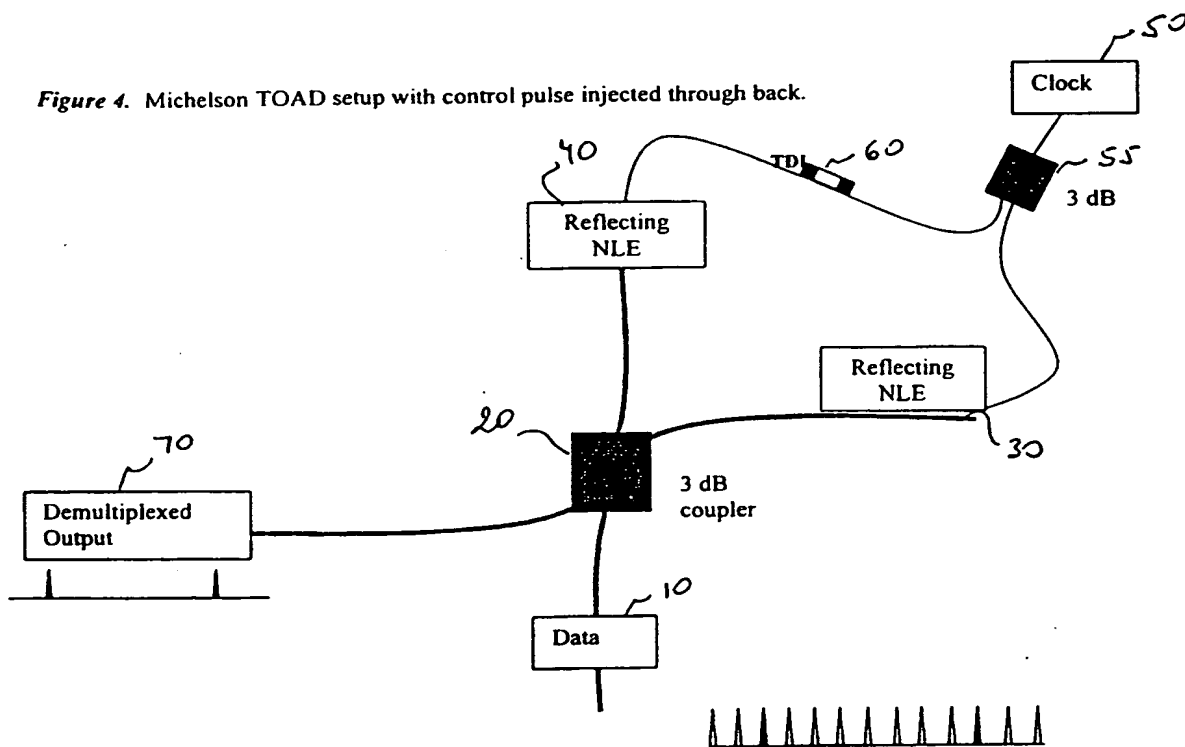 50
Clock
Figure 4. Michelson TOAD setup with control pulse injected through back.
40
TDL
60
55
3 dB
Reflecting
NLE
Reflecting
NLE
20
30
70
3 dB
coupler
Demultiplexed
Output
10
Data